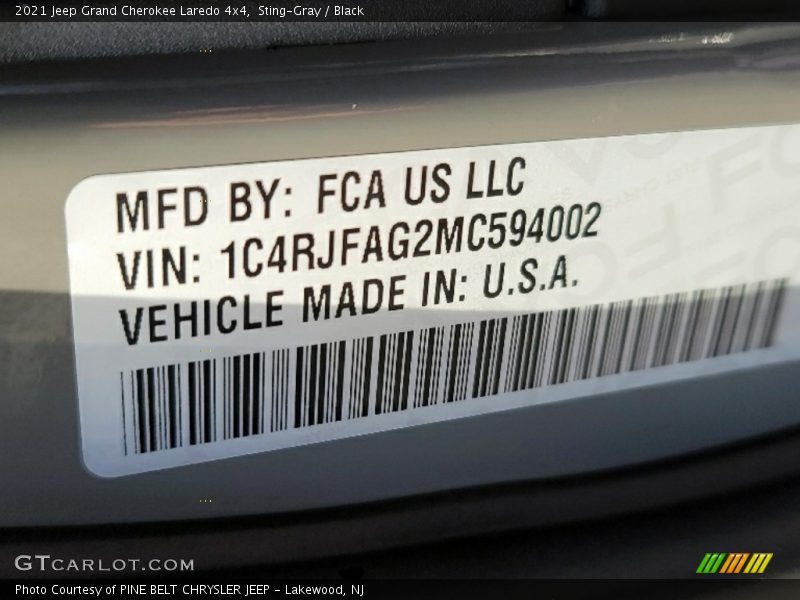 2021 Jeep Grand Cherokee Laredo 4x4, Sting-Gray / Black
MFD BY: FCA US LLC
VIN: 1C4RJFAG2MC594002
VEHICLE MADE IN: U.S.A.
GTCARLOT.COM
Photo Courtesy of PINE BELT CHRYSLER JEEP - Lakewood, NJ